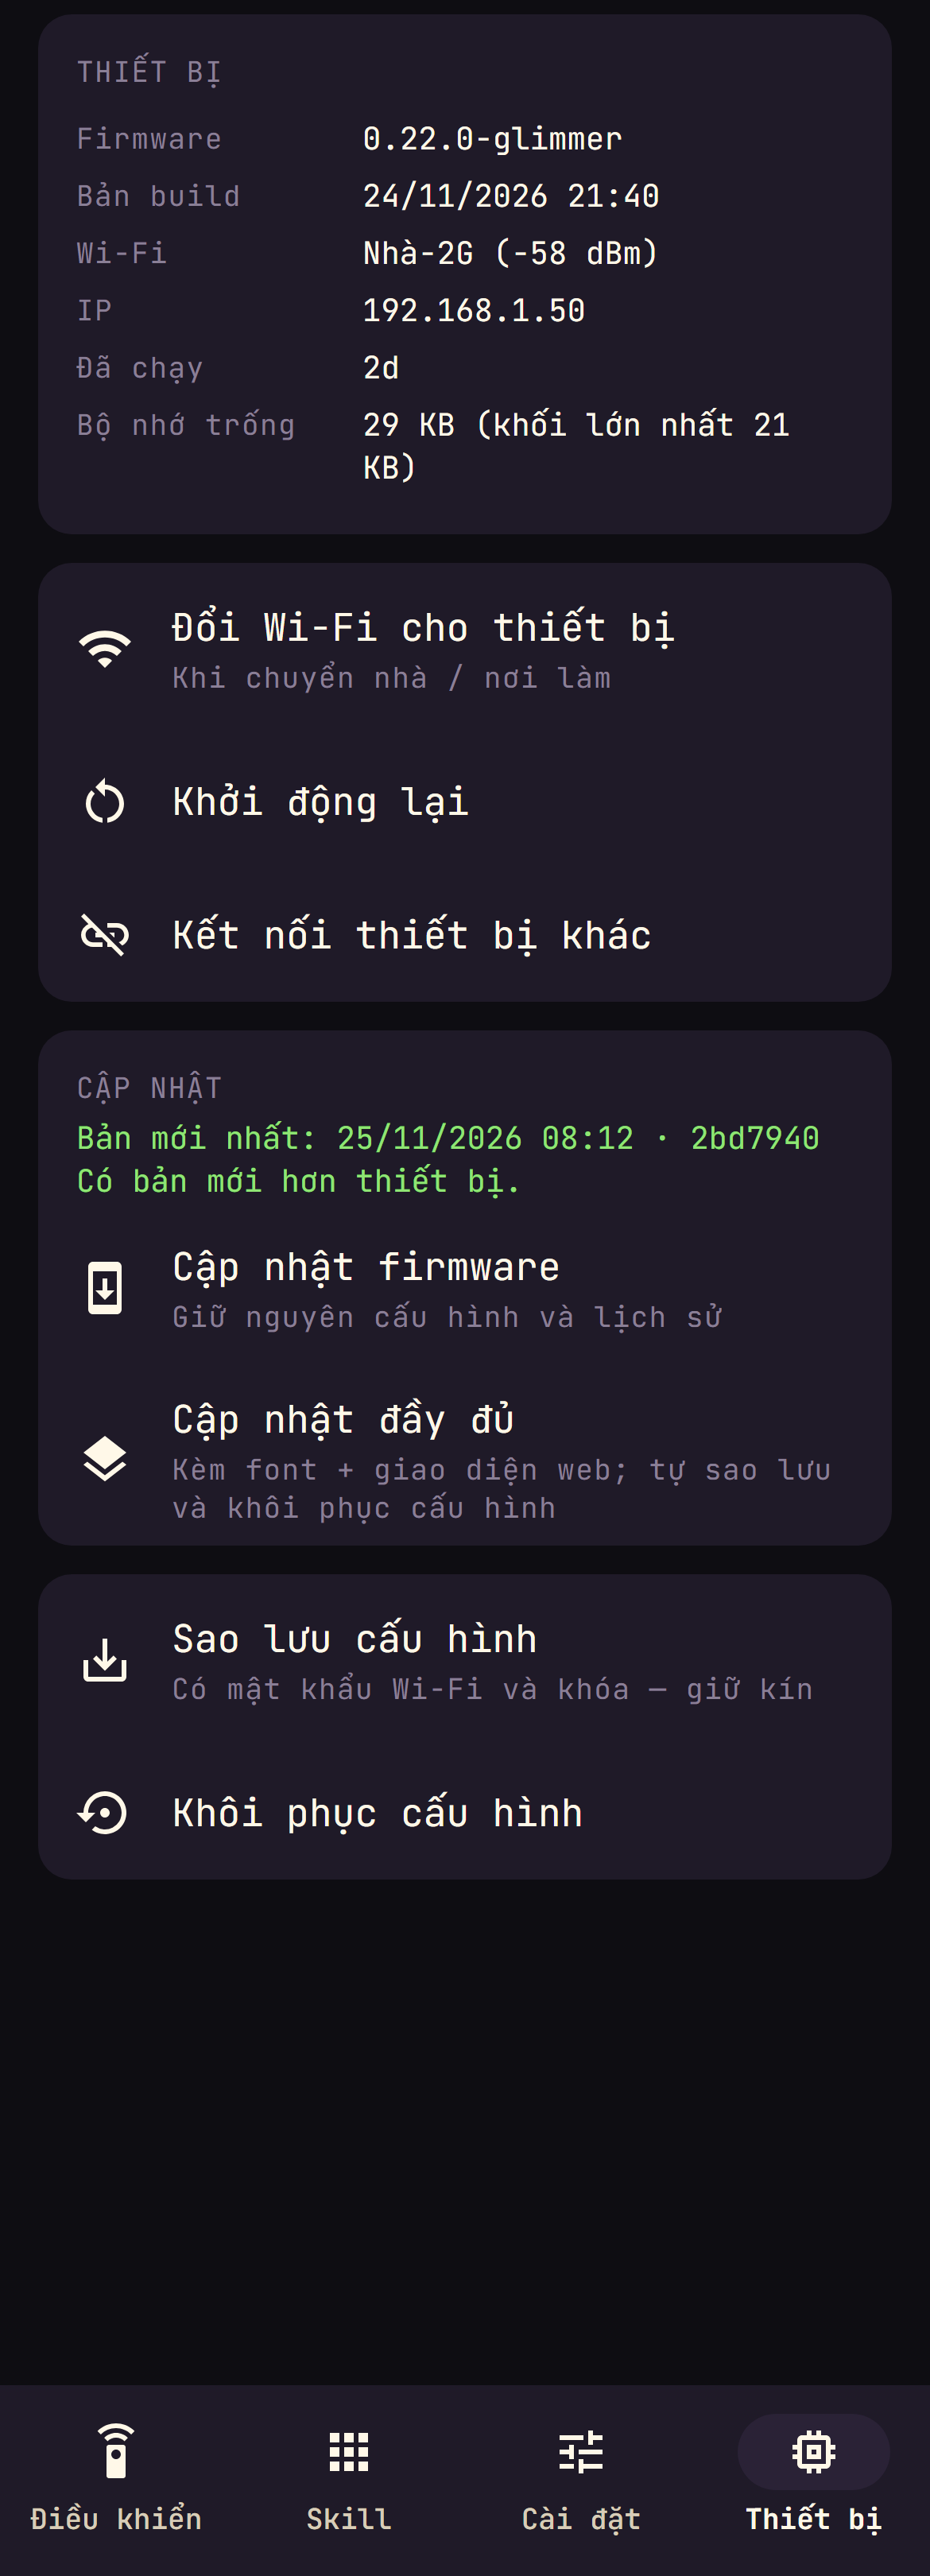 THIẾT BỊ
Firmware 0.22.0-glimmer
Bản build 24/11/2026 21:40
Wi-Fi Nhà-2G (-58 dBm)
IP 192.168.1.50
Đã chạy 2d
Bộ nhớ trống 29 KB (khối lớn nhất 21
KB)
Đổi Wi-Fi cho thiết bị
Khi chuyển nhà / nơi làm
Khởi động lại
Kết nối thiết bị khác
CẬP NHẬT
Bản mới nhất: 25/11/2026 08:12 · 2bd7940
Có bản mới hơn thiết bị.
Cập nhật firmware
Giữ nguyên cấu hình và lịch sử
Cập nhật đầy đủ
Kèm font + giao diện web; tự sao lưu
và khôi phục cấu hình
Sao lưu cấu hình
Có mật khẩu Wi-Fi và khóa — giữ kín
Khôi phục cấu hình
Điều khiển Skill Cài đặt Thiết bị